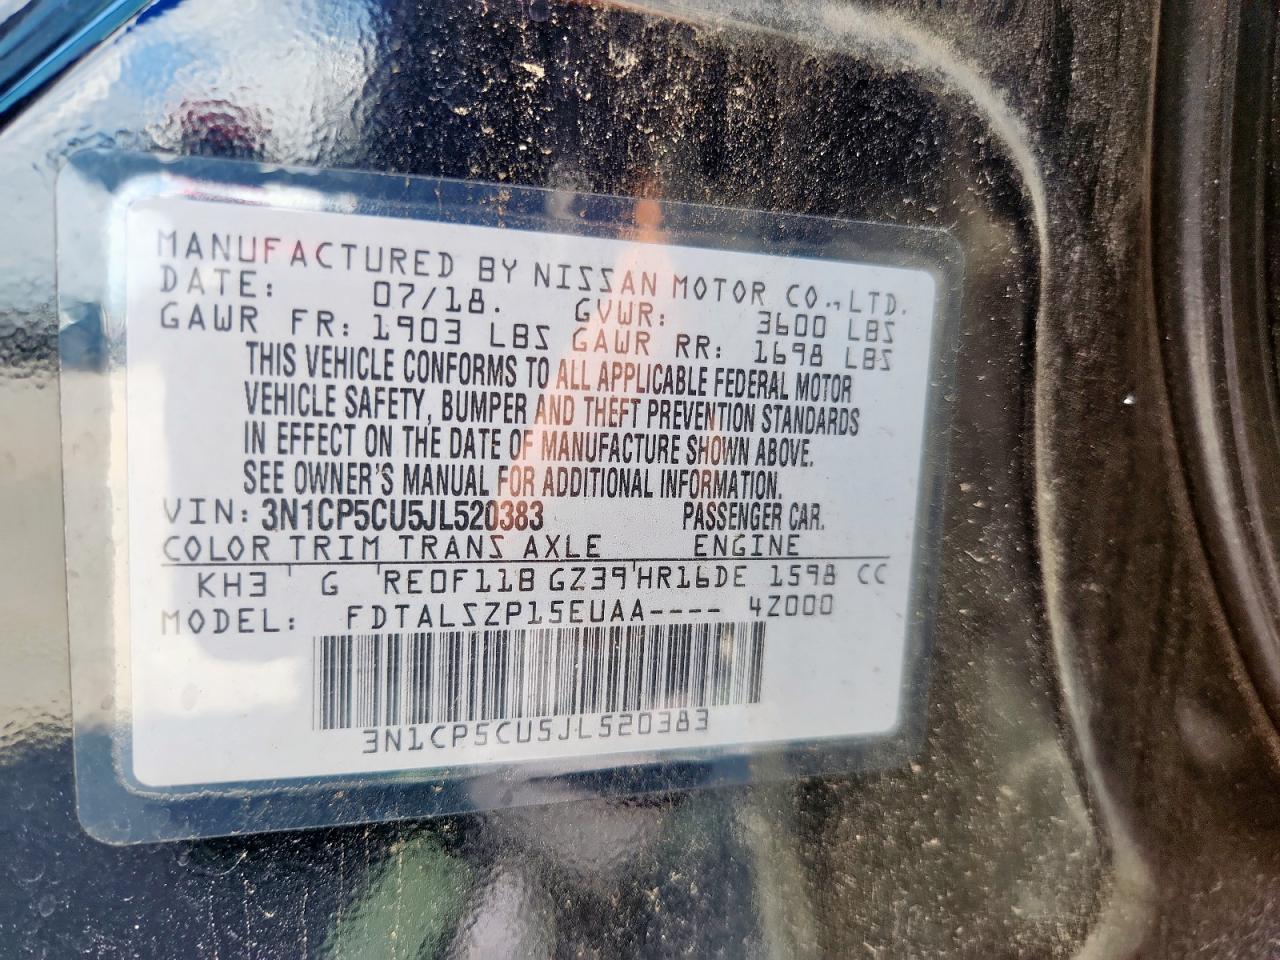 MANUFACTURED BY NISSAN MOTOR CO., LTD.
DATE: 07/18. GVWR: 3600 LBS
GAWR FR: 1903 LBS GAWR RR: 1698 LBS
THIS VEHICLE CONFORMS TO ALL APPLICABLE FEDERAL MOTOR
VEHICLE SAFETY, BUMPER AND THEFT PREVENTION STANDARDS
IN EFFECT ON THE DATE OF MANUFACTURE SHOWN ABOVE.
SEE OWNER'S MANUAL FOR ADDITIONAL INFORMATION.
VIN: 3N1CP5CU5JL520383 PASSENGER CAR.
COLOR TRIM TRANS AXLE ENGINE
KH3 ' G ' RE0F11B GZ39 ' HR16DE 1598 CC
MODEL: FDTALSZP15EUAA---- 4Z000
3N1CP5CU5JL520383